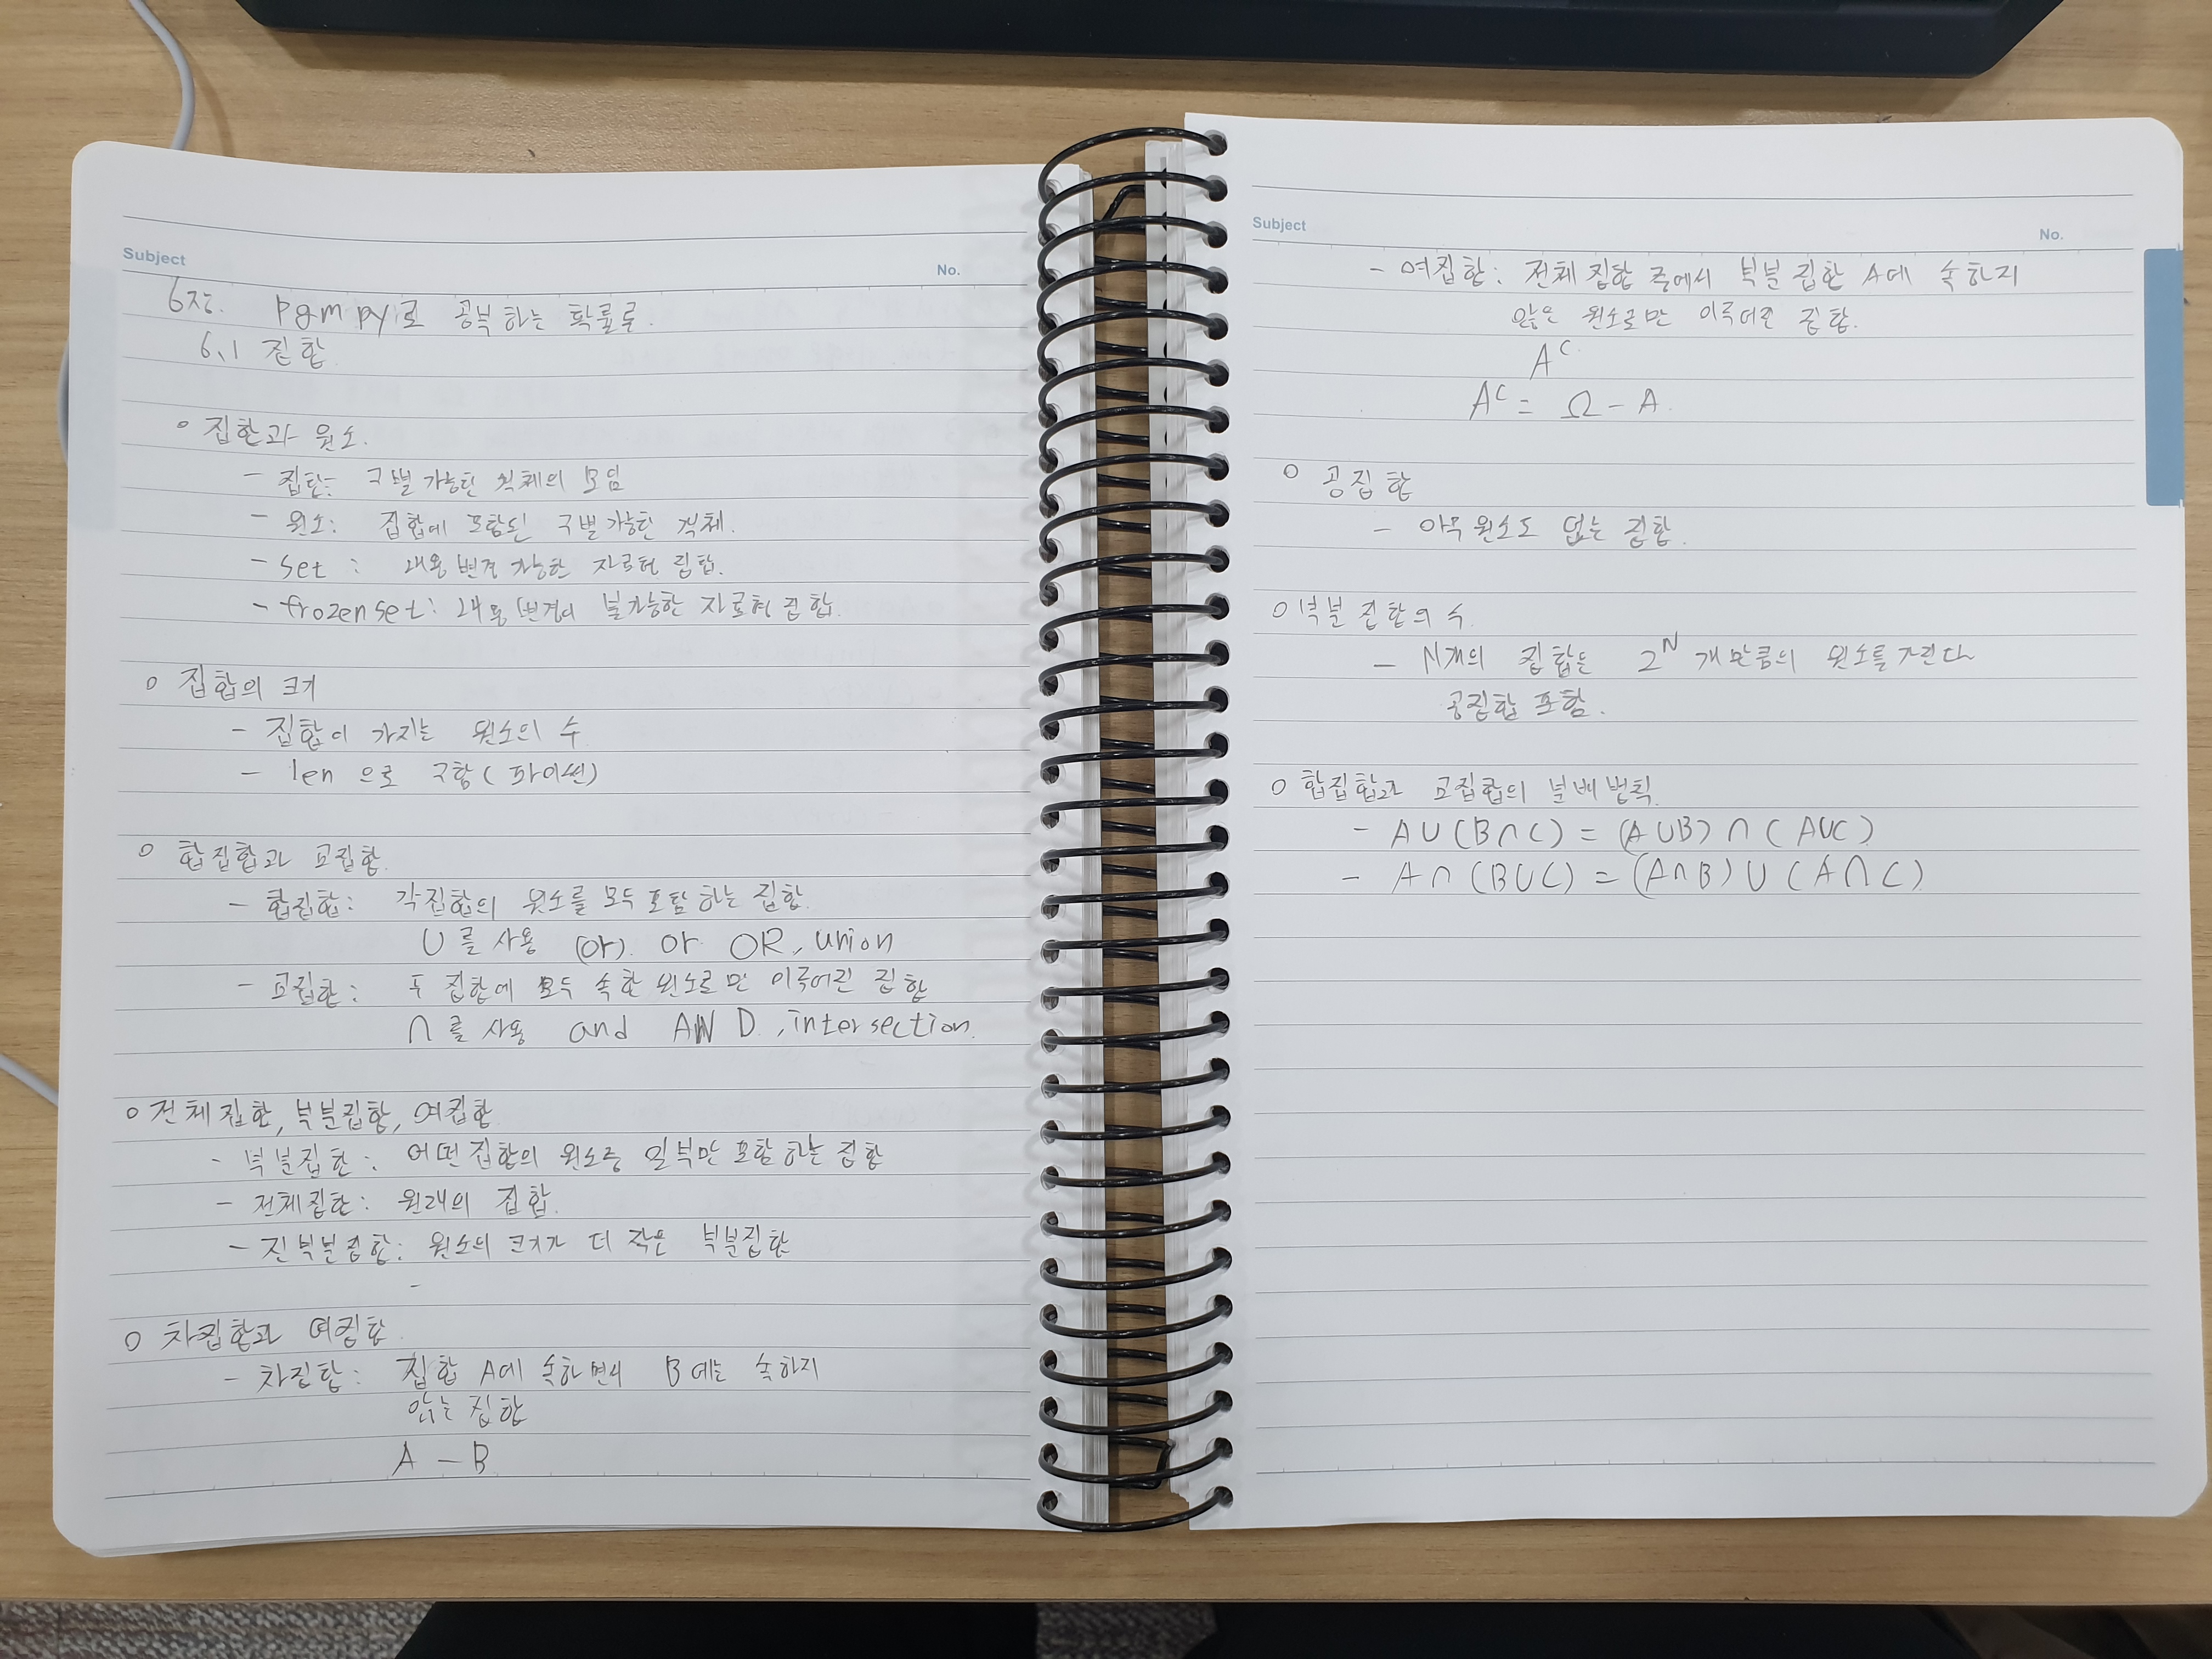 Subject
No.
6장. pgmpy로 공부하는 확률론.
6.1 집합
o 집합과 원소.
- 집합: 구별 가능한 객체의 모임
- 원소: 집합에 포함된 구별 가능한 객체.
- set : 내용 변경 가능한 자료형 집합.
- frozenset: 내용 변경이 불가능한 자료형 집합.
o 집합의 크기
- 집합이 가지는 원소의 수
- len 으로 구함 (파이썬)
o 합집합과 교집합.
- 합집합: 각 집합의 원소를 모두 포함하는 집합.
∪를 사용 (or). or OR, union
- 교집합: 두 집합에 모두 속한 원소로만 이루어진 집합
∩를 사용 and AND, intersection.
o 전체집합, 부분집합, 여집합
- 부분집합: 어떤 집합의 원소중 일부만 포함하는 집합
- 전체집합: 원래의 집합.
- 진부분집합: 원소의 크기가 더 작은 부분집합
-
o 차집합과 여집합.
- 차집합: 집합 A에 속하면서 B에는 속하지
않는 집합
A - B
Subject
No.
- 여집합: 전체 집합 중에서 부분 집합 A에 속하지
않은 원소로만 이루어진 집합.
A^C
A^C = Ω - A.
o 공집합
- 아무 원소도 없는 집합.
o 부분 집합의 수.
- N개의 집합은 2^N 개 만큼의 원소를 가진다
공집합 포함.
o 합집합과 교집합의 분배법칙.
- A∪(B∩C) = (A∪B)∩(A∪C)
- A∩(B∪C) = (A∩B)∪(A∩C)